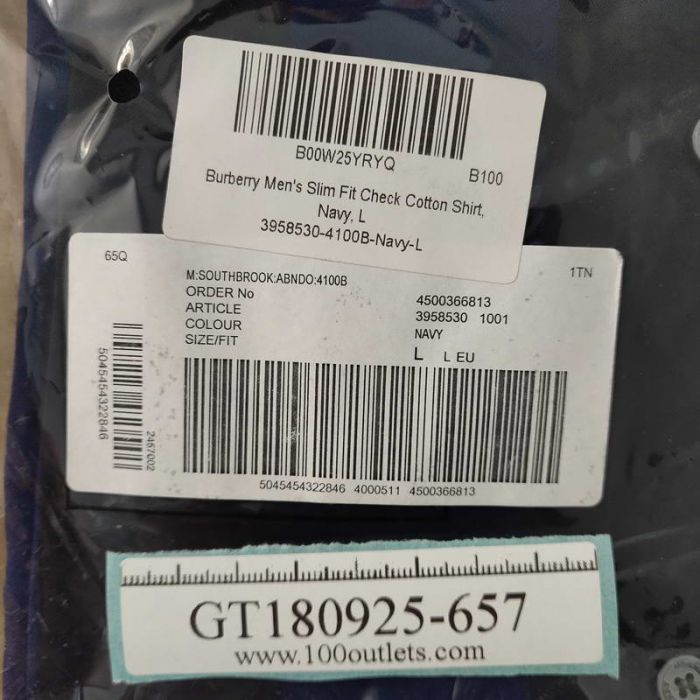 B00W25YRYQ
B100
Burberry Men's Slim Fit Check Cotton Shirt,
Navy, L
3958530-4100B-Navy-L
65Q
1TN
M:SOUTHBROOK:ABNDO:4100B
ORDER No 4500366813
ARTICLE 3958530 1001
COLOUR NAVY
SIZE/FIT L L EU
5045454322846
2457002
5045454322846 4000511 4500366813
GT180925-657
www.100outlets.com